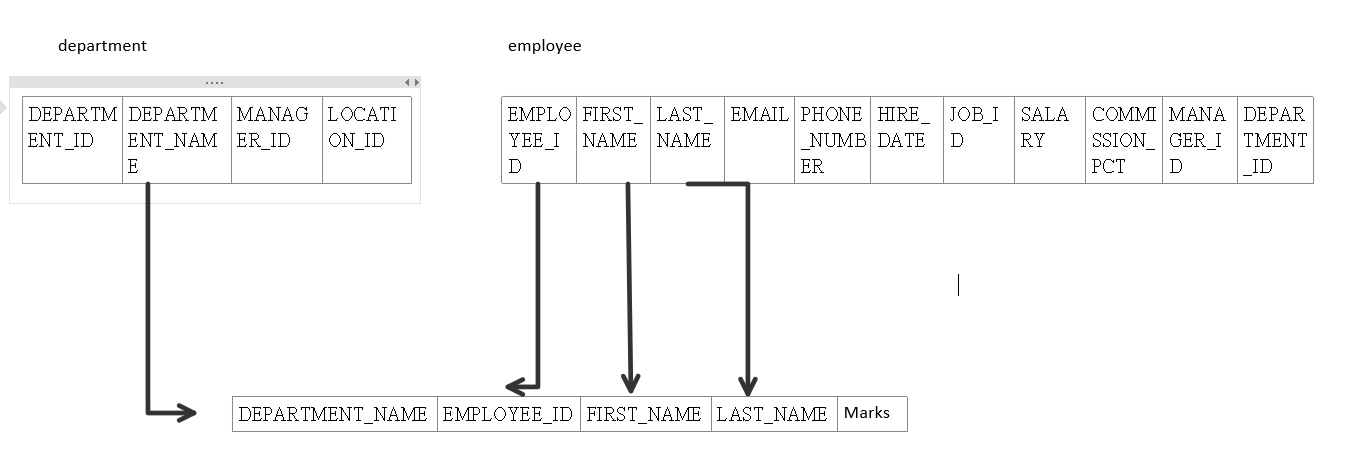 department
employee
DEPARTM DEPARTM MANAG LOCATI
ENT_ID ENT_NAM ER_ID ON_ID
E
EMPLO FIRST_ LAST_ EMAIL PHONE HIRE_ JOB_I SALA COMMI MANA DEPAR
YEE_I NAME NAME _NUMB DATE D RY SSION_ GER_I TMENT
D ER PCT D _ID
DEPARTMENT_NAME EMPLOYEE_ID FIRST_NAME LAST_NAME Marks